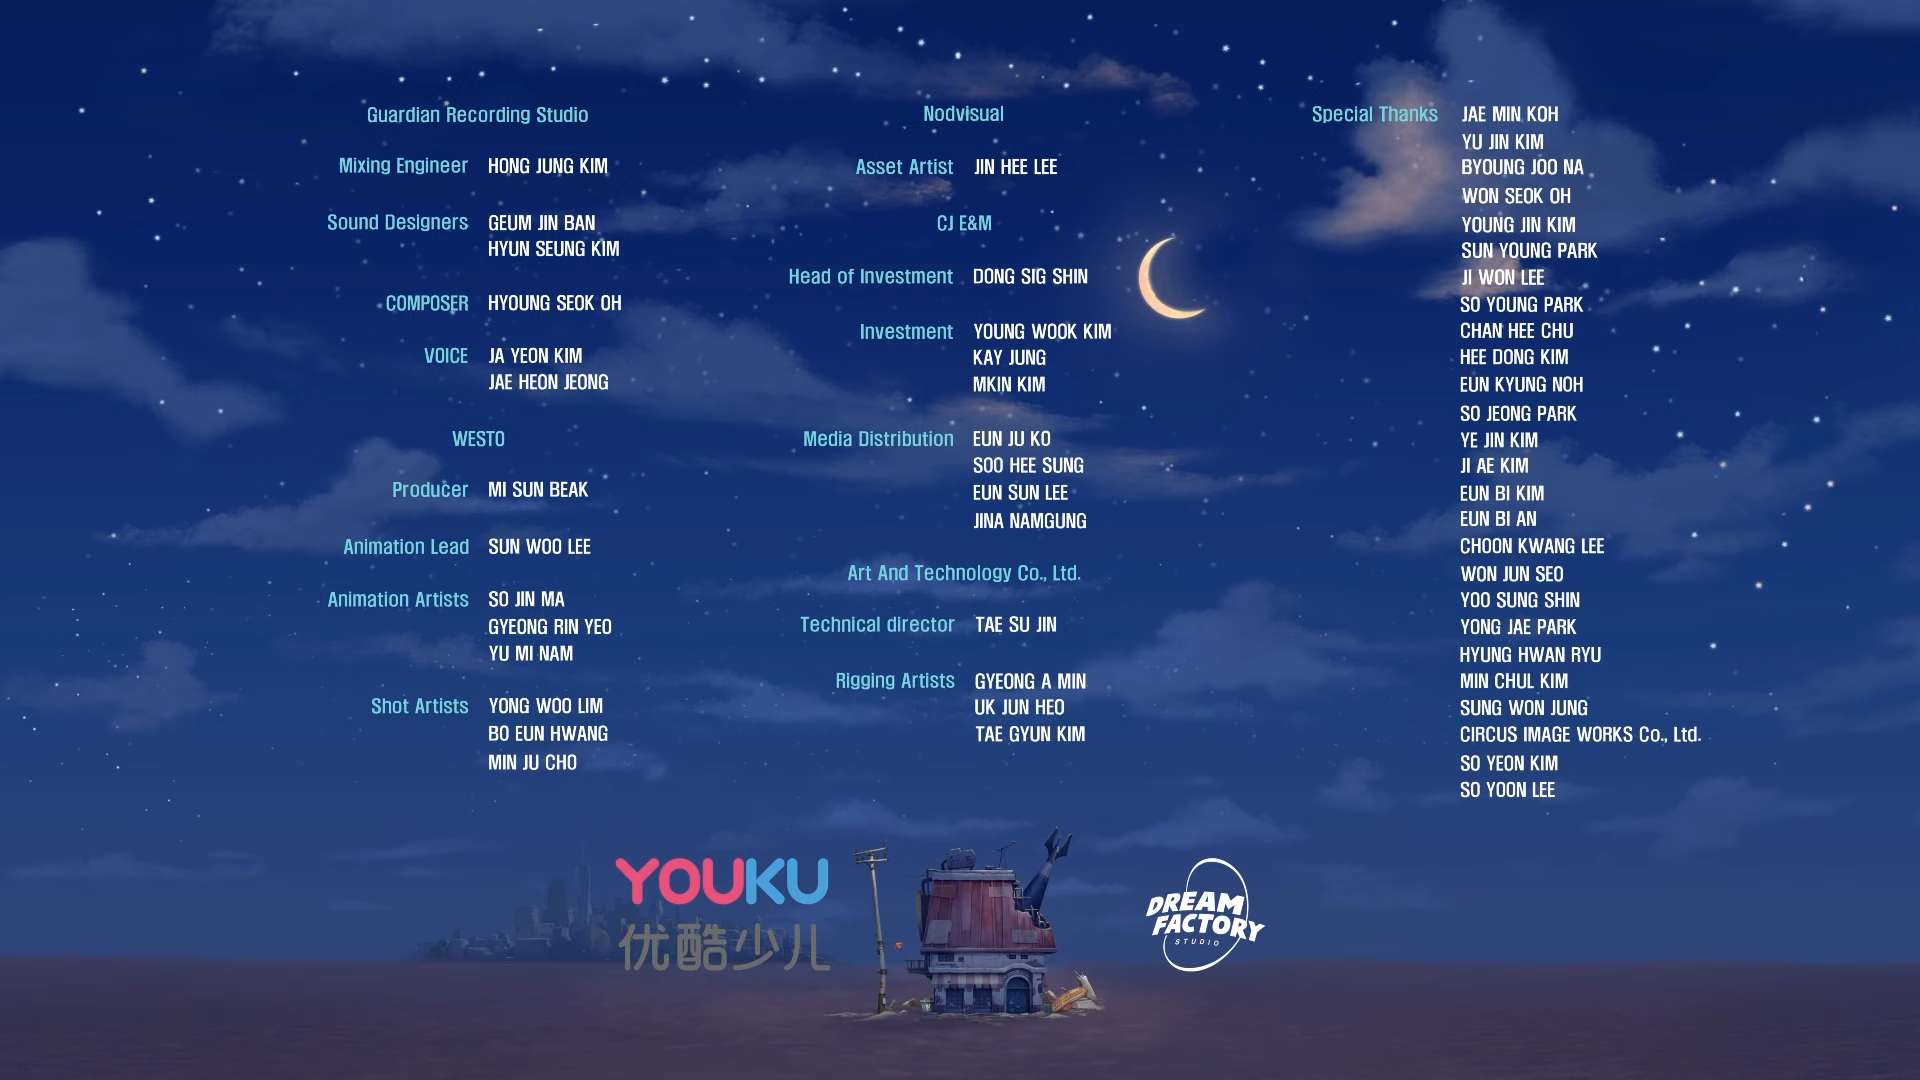 Guardian Recording Studio
Mixing Engineer HONG JUNG KIM
Sound Designers GEUM JIN BAN
HYUN SEUNG KIM
COMPOSER HYOUNG SEOK OH
VOICE JA YEON KIM
JAE HEON JEONG
WESTO
Producer MI SUN BEAK
Animation Lead SUN WOO LEE
Animation Artists SO JIN MA
GYEONG RIN YEO
YU MI NAM
Shot Artists YONG WOO LIM
BO EUN HWANG
MIN JU CHO
Nodvisual
Asset Artist JIN HEE LEE
CJ E&M
Head of Investment DONG SIG SHIN
Investment YOUNG WOOK KIM
KAY JUNG
MKIN KIM
Media Distribution EUN JU KO
SOO HEE SUNG
EUN SUN LEE
JINA NAMGUNG
Art And Technology Co., Ltd.
Technical director TAE SU JIN
Rigging Artists GYEONG A MIN
UK JUN HEO
TAE GYUN KIM
Special Thanks JAE MIN KOH
YU JIN KIM
BYOUNG JOO NA
WON SEOK OH
YOUNG JIN KIM
SUN YOUNG PARK
JI WON LEE
SO YOUNG PARK
CHAN HEE CHU
HEE DONG KIM
EUN KYUNG NOH
SO JEONG PARK
YE JIN KIM
JI AE KIM
EUN BI KIM
EUN BI AN
CHOON KWANG LEE
WON JUN SEO
YOO SUNG SHIN
YONG JAE PARK
HYUNG HWAN RYU
MIN CHUL KIM
SUNG WON JUNG
CIRCUS IMAGE WORKS Co., Ltd.
SO YEON KIM
SO YOON LEE
YOUKU
优酷少儿
DREAM
FACTORY
STUDIO